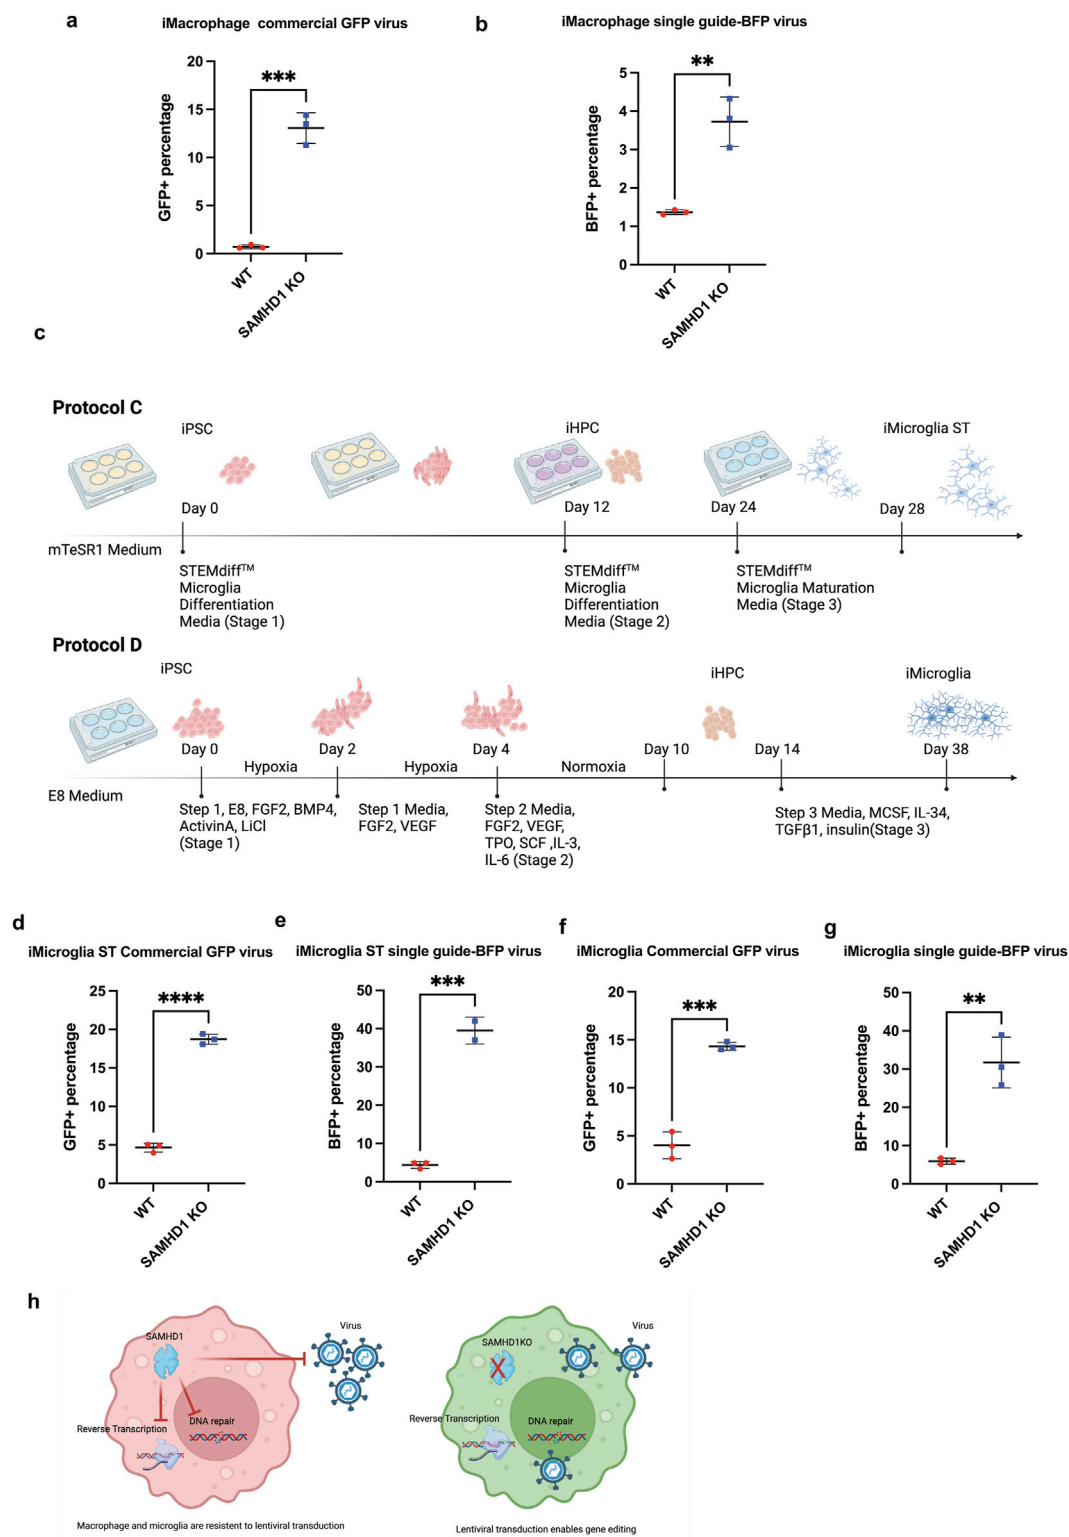 a
iMacrophage commercial GFP virus
20
15
10
5
0
GFP+ percentage
***
WT
SAMHD1 KO
b
iMacrophage single guide-BFP virus
5
4
3
2
1
0
BFP+ percentage
**
WT
SAMHD1 KO
c
Protocol C
iPSC
iHPC
iMicroglia ST
Day 0
Day 12
Day 24
Day 28
mTeSR1 Medium
STEMdiff™
Microglia
Differentiation
Media (Stage 1)
STEMdiff™
Microglia
Differentiation
Media (Stage 2)
STEMdiff™
Microglia Maturation
Media (Stage 3)
Protocol D
iPSC
iHPC
iMicroglia
Day 0
Day 2
Day 4
Day 10
Day 14
Day 38
Hypoxia
Hypoxia
Normoxia
E8 Medium
Step 1, E8, FGF2, BMP4,
ActivinA, LiCl
(Stage 1)
Step 1 Media,
FGF2, VEGF
Step 2 Media,
FGF2, VEGF,
TPO, SCF ,IL-3,
IL-6 (Stage 2)
Step 3 Media, MCSF, IL-34,
TGFβ1, insulin(Stage 3)
d
iMicroglia ST Commercial GFP virus
25
20
15
10
5
0
GFP+ percentage
****
WT
SAMHD1 KO
e
iMicroglia ST single guide-BFP virus
50
40
30
20
10
0
BFP+ percentage
***
WT
SAMHD1 KO
f
iMicroglia Commercial GFP virus
20
15
10
5
0
GFP+ percentage
***
WT
SAMHD1 KO
g
iMicroglia single guide-BFP virus
50
40
30
20
10
0
BFP+ percentage
**
WT
SAMHD1 KO
h
SAMHD1
Virus
Reverse Transcription
DNA repair
Macrophage and microglia are resistent to lentiviral transduction
SAMHD1KO
Virus
Reverse Transcription
DNA repair
Lentiviral transduction enables gene editing